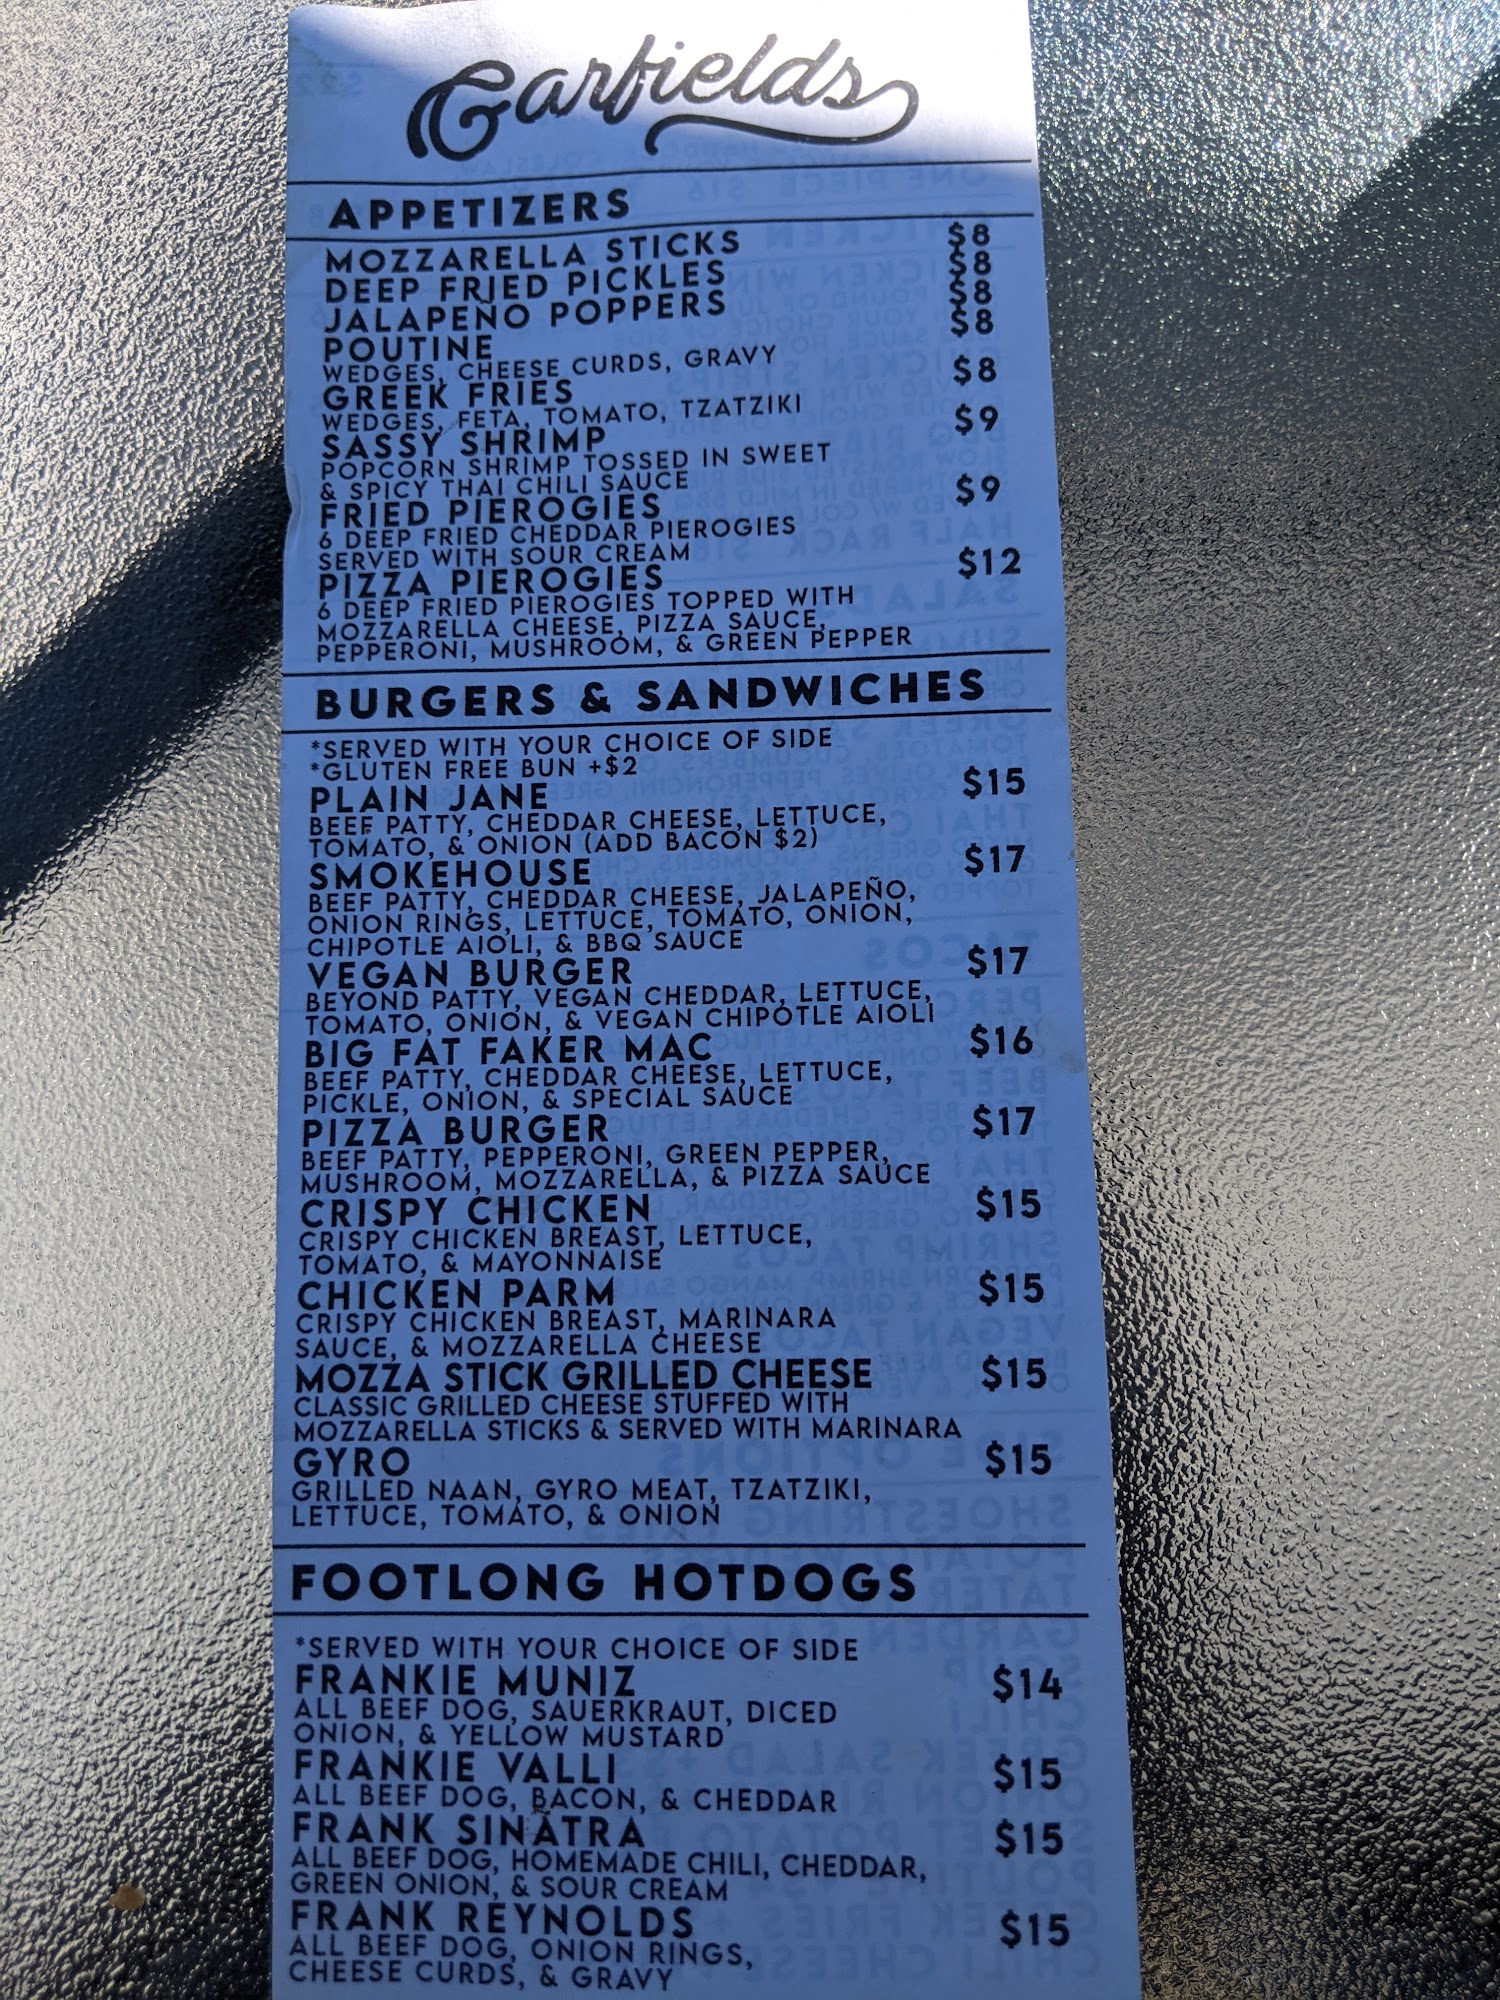 Garfields
APPETIZERS
MOZZARELLA STICKS $8
DEEP FRIED PICKLES $8
JALAPEÑO POPPERS $8
POUTINE $8
WEDGES, CHEESE CURDS, GRAVY
GREEK FRIES $8
WEDGES, FETA, TOMATO, TZATZIKI
SASSY SHRIMP $9
POPCORN SHRIMP TOSSED IN SWEET
& SPICY THAI CHILI SAUCE
FRIED PIEROGIES $9
6 DEEP FRIED CHEDDAR PIEROGIES
SERVED WITH SOUR CREAM
PIZZA PIEROGIES $12
6 DEEP FRIED PIEROGIES TOPPED WITH
MOZZARELLA CHEESE, PIZZA SAUCE,
PEPPERONI, MUSHROOM, & GREEN PEPPER
BURGERS & SANDWICHES
*SERVED WITH YOUR CHOICE OF SIDE
*GLUTEN FREE BUN +$2
PLAIN JANE $15
BEEF PATTY, CHEDDAR CHEESE, LETTUCE,
TOMATO, & ONION (ADD BACON $2)
SMOKEHOUSE $17
BEEF PATTY, CHEDDAR CHEESE, JALAPEÑO,
ONION RINGS, LETTUCE, TOMATO, ONION,
CHIPOTLE AIOLI, & BBQ SAUCE
VEGAN BURGER $17
BEYOND PATTY, VEGAN CHEDDAR, LETTUCE,
TOMATO, ONION, & VEGAN CHIPOTLE AIOLI
BIG FAT FAKER MAC $16
BEEF PATTY, CHEDDAR CHEESE, LETTUCE,
PICKLE, ONION, & SPECIAL SAUCE
PIZZA BURGER $17
BEEF PATTY, PEPPERONI, GREEN PEPPER,
MUSHROOM, MOZZARELLA, & PIZZA SAUCE
CRISPY CHICKEN $15
CRISPY CHICKEN BREAST, LETTUCE,
TOMATO, & MAYONNAISE
CHICKEN PARM $15
CRISPY CHICKEN BREAST, MARINARA
SAUCE, & MOZZARELLA CHEESE
MOZZA STICK GRILLED CHEESE $15
CLASSIC GRILLED CHEESE STUFFED WITH
MOZZARELLA STICKS & SERVED WITH MARINARA
GYRO $15
GRILLED NAAN, GYRO MEAT, TZATZIKI,
LETTUCE, TOMATO, & ONION
FOOTLONG HOTDOGS
*SERVED WITH YOUR CHOICE OF SIDE
FRANKIE MUNIZ $14
ALL BEEF DOG, SAUERKRAUT, DICED
ONION, & YELLOW MUSTARD
FRANKIE VALLI $15
ALL BEEF DOG, BACON, & CHEDDAR
FRANK SINATRA $15
ALL BEEF DOG, HOMEMADE CHILI, CHEDDAR,
GREEN ONION, & SOUR CREAM
FRANK REYNOLDS $15
ALL BEEF DOG, ONION RINGS,
CHEESE CURDS, & GRAVY